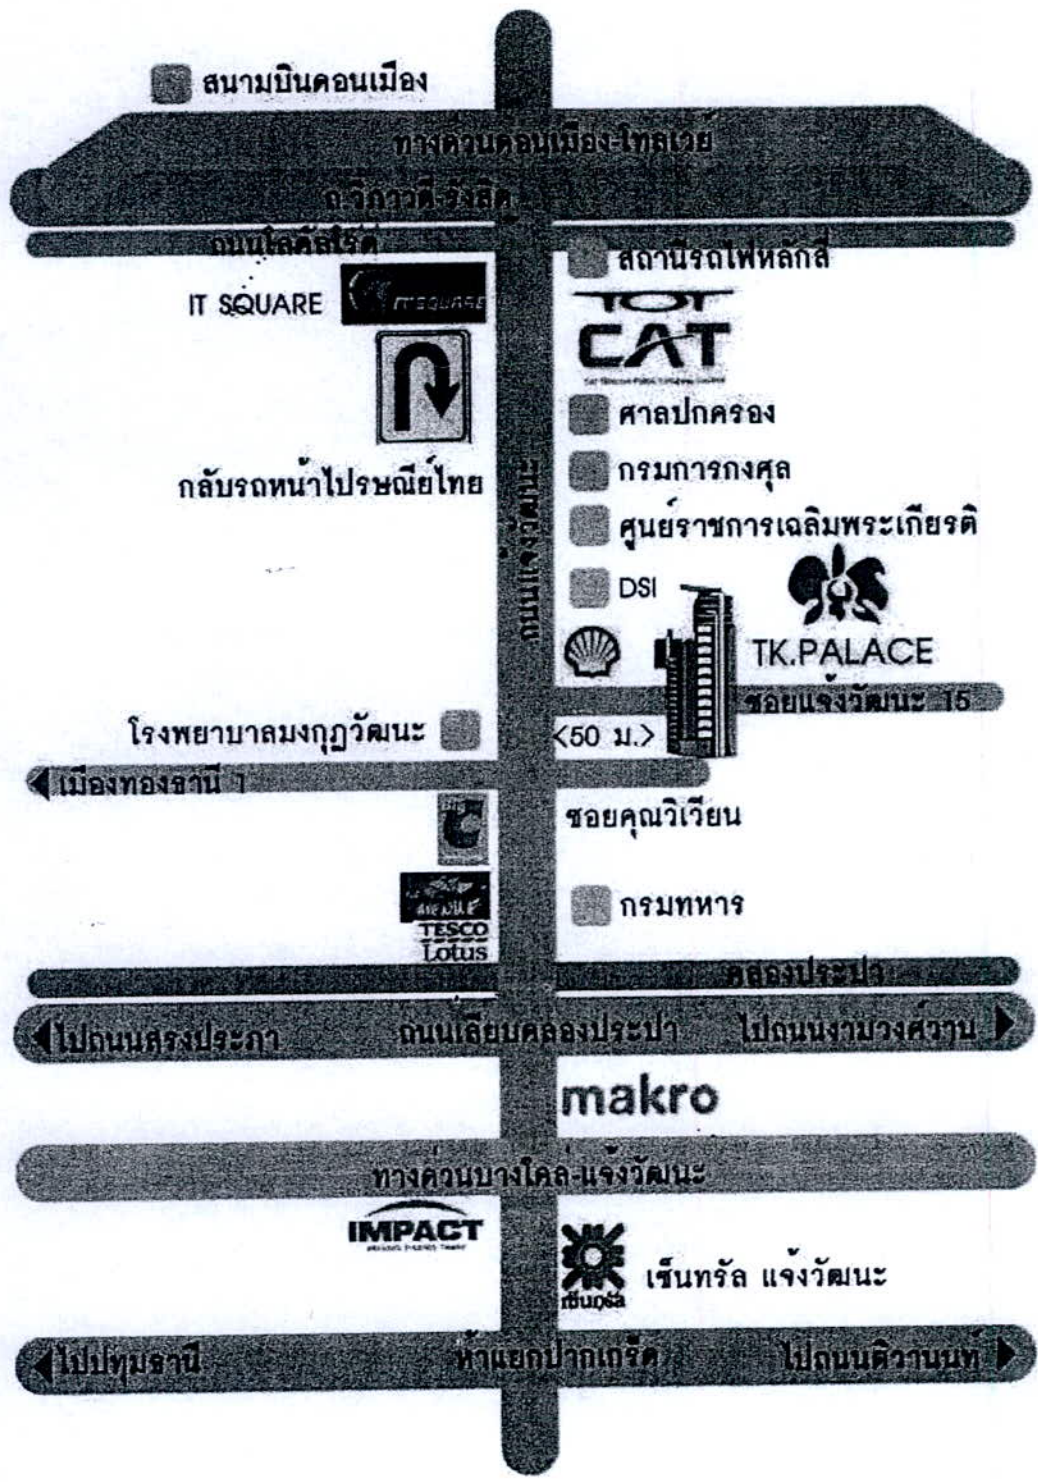 สนามบินดอนเมือง
ทางด่วนดอนเมือง-โทลเวย์
ถ.วิภาวดี-รังสิต
ถนนโลคัลโรด
สถานีรถไฟหลักสี่
IT SQUARE
IT SQUARE
TOT
CAT
ศาลปกครอง
กรมการกงศุล
กลับรถหน้าไปรษณีย์ไทย
ถนนแจ้งวัฒนะ
ศูนย์ราชการเฉลิมพระเกียรติ
DSI
TK.PALACE
ซอยแจ้งวัฒนะ 15
โรงพยาบาลมงกุฎวัฒนะ
<50 ม.>
เมืองทองธานี 1
ซอยคุณวิเวียน
C
AVENUE
กรมทหาร
TESCO
Lotus
คลองประปา
ไปถนนสรงประภา
ถนนเลียบคลองประปา
ไปถนนงามวงศ์วาน
makro
ทางด่วนบางโคล่-แจ้งวัฒนะ
IMPACT
เซ็นทรัล
เซ็นทรัล แจ้งวัฒนะ
ไปปทุมธานี
ห้าแยกปากเกร็ด
ไปถนนติวานนท์